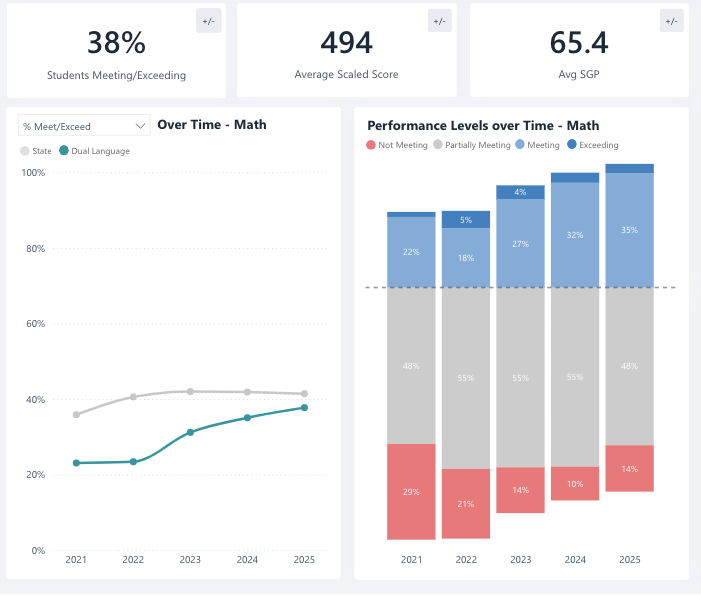 +/-
+/-
+/-
38%
494
65.4
Students Meeting/Exceeding
Average Scaled Score
Avg SGP
% Meet/Exceed
Over Time - Math
State
Dual Language
100%
80%
60%
40%
20%
0%
2021 2022 2023 2024 2025
Performance Levels over Time - Math
Not Meeting Partially Meeting Meeting Exceeding
5% 4%
22% 18% 27% 32% 35%
48% 55% 55% 55% 48%
29% 21% 14% 10% 14%
2021 2022 2023 2024 2025